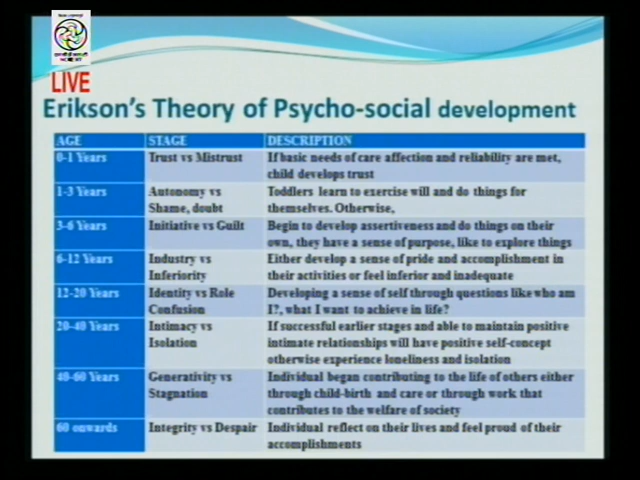 LIVE
Erikson's Theory of Psycho-social development
AGE STAGE DESCRIPTION
0-1 Years Trust vs Mistrust If basic needs of care affection and reliability are met,
child develops trust
1-3 Years Autonomy vs Toddlers learn to exercise will and do things for
Shame, doubt themselves. Otherwise,
3-6 Years Initiative vs Guilt Begin to develop assertiveness and do things on their
own, they have a sense of purpose, like to explore things
6-12 Years Industry vs Either develop a sense of pride and accomplishment in
Inferiority their activities or feel inferior and inadequate
12-20 Years Identity vs Role Developing a sense of self through questions like who am
Confusion I?, what I want to achieve in life?
20-40 Years Intimacy vs If successful earlier stages and able to maintain positive
Isolation intimate relationships will have positive self-concept
otherwise experience loneliness and isolation
40-60 Years Generativity vs Individual began contributing to the life of others either
Stagnation through child-birth and care or through work that
contributes to the welfare of society
60 onwards Integrity vs Despair Individual reflect on their lives and feel proud of their
accomplishments